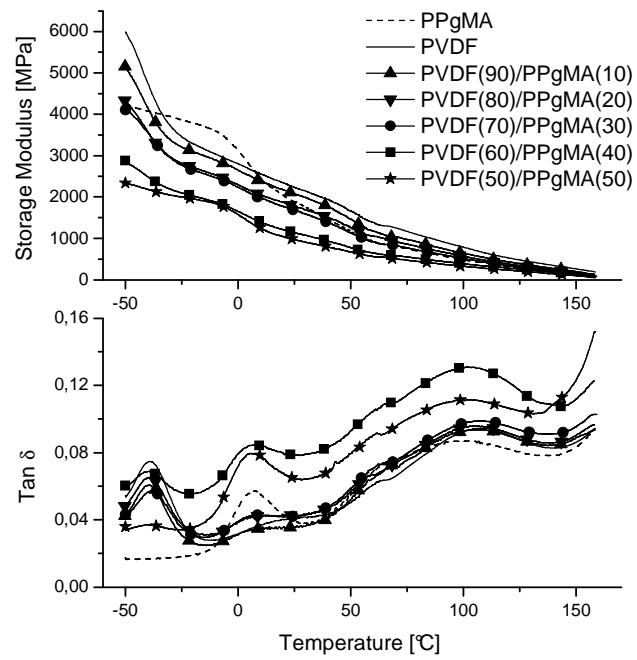 PPgMA
PVDF
PVDF(90)/PPgMA(10)
PVDF(80)/PPgMA(20)
PVDF(70)/PPgMA(30)
PVDF(60)/PPgMA(40)
PVDF(50)/PPgMA(50)
Storage Modulus [MPa]
6000
5000
4000
3000
2000
1000
0
-50 0 50 100 150
Tan δ
0,16
0,12
0,08
0,04
0,00
-50 0 50 100 150
Temperature [°C]